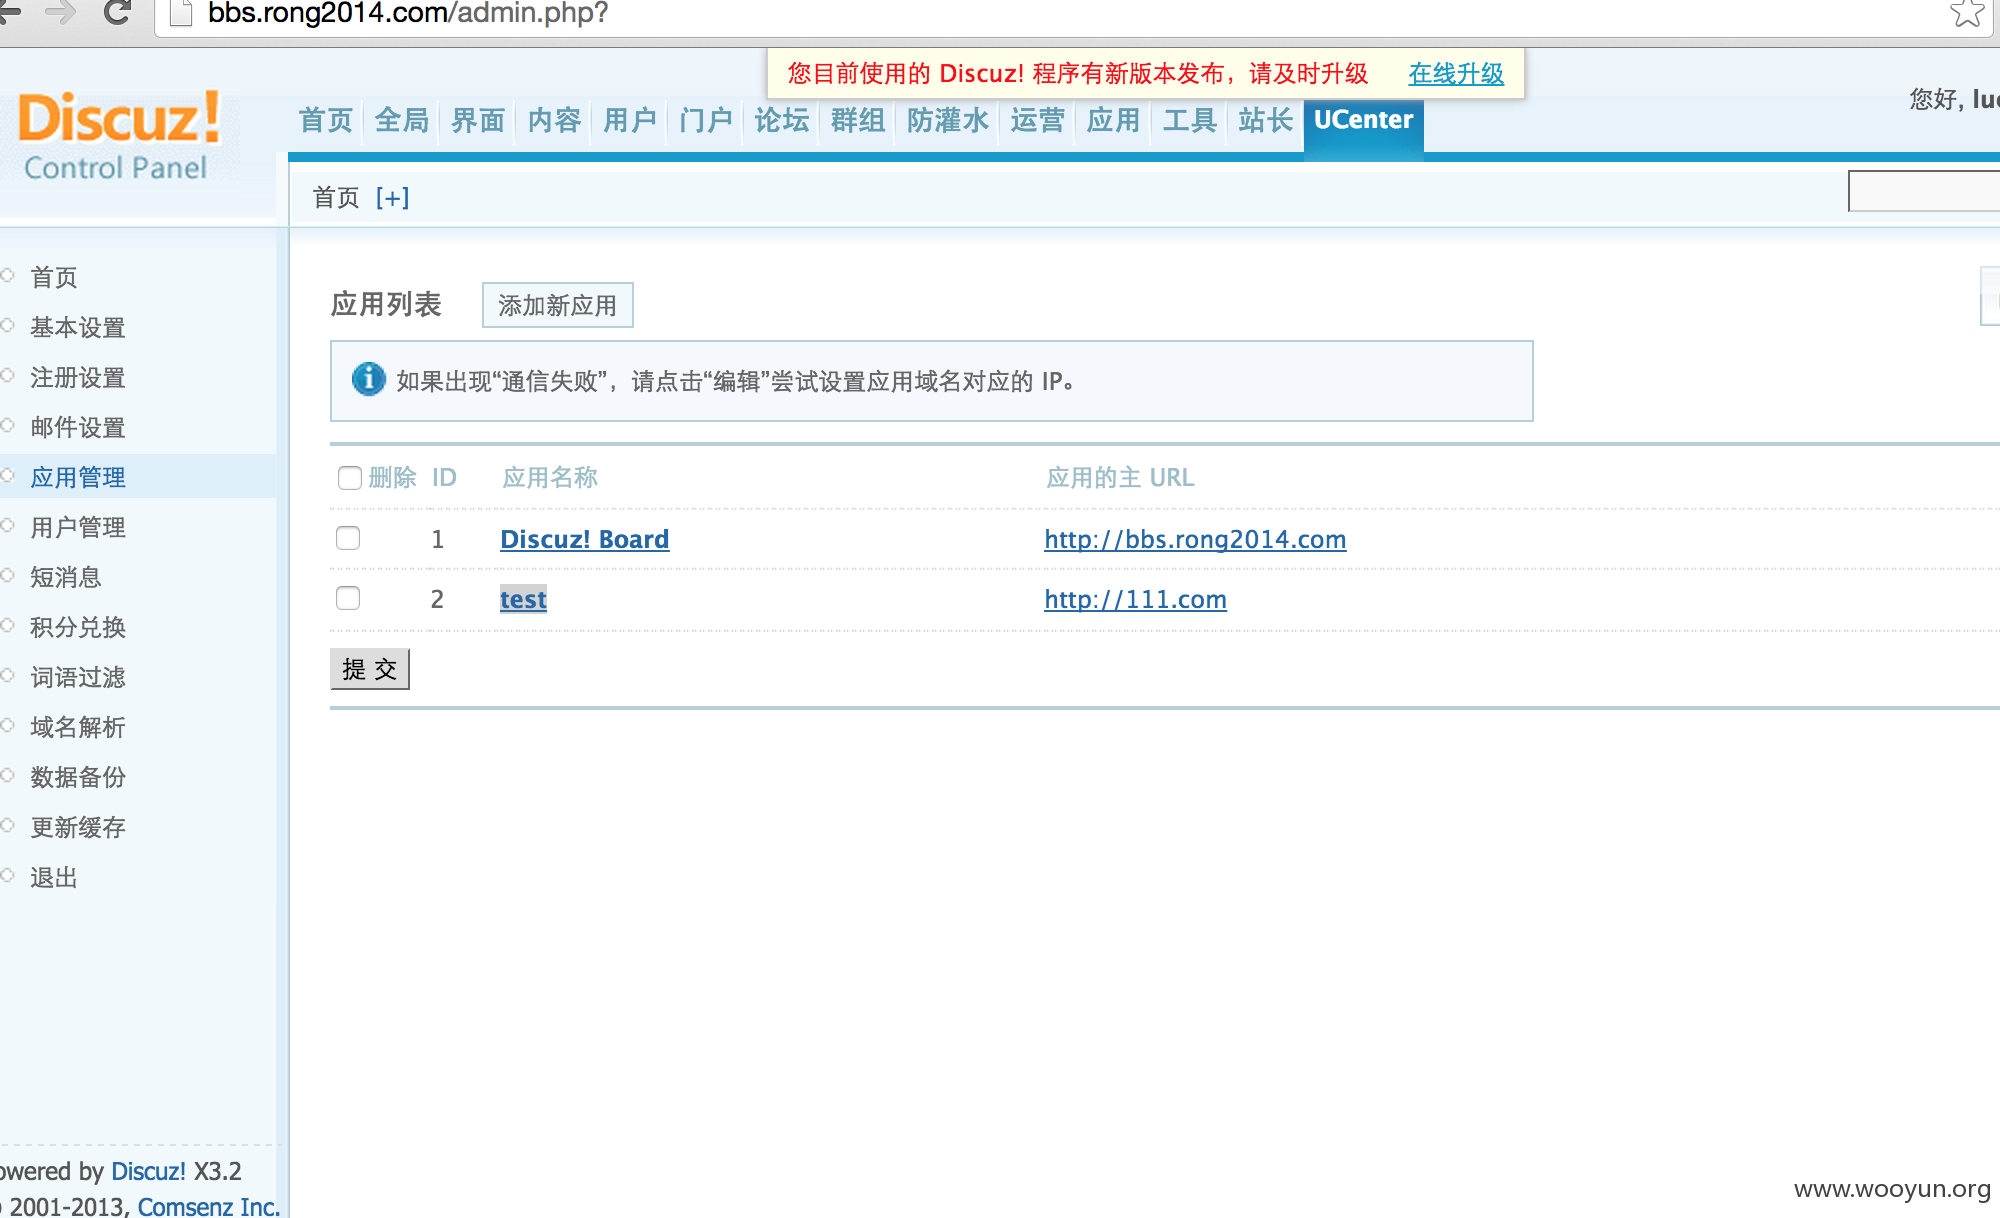 bbs.rong2014.com/admin.php?
您目前使用的 Discuz! 程序有新版本发布，请及时升级 在线升级
Discuz!
Control Panel
首页 全局 界面 内容 用户 门户 论坛 群组 防灌水 运营 应用 工具 站长 UCenter
您好, luc
首页 [+]
首页
基本设置
注册设置
邮件设置
应用管理
用户管理
短消息
积分兑换
词语过滤
域名解析
数据备份
更新缓存
退出
应用列表 添加新应用
如果出现“通信失败”，请点击“编辑”尝试设置应用域名对应的 IP。
删除 ID 应用名称 应用的主 URL
1 Discuz! Board http://bbs.rong2014.com
2 test http://111.com
提 交
owered by Discuz! X3.2
2001-2013, Comsenz Inc.
www.wooyun.org